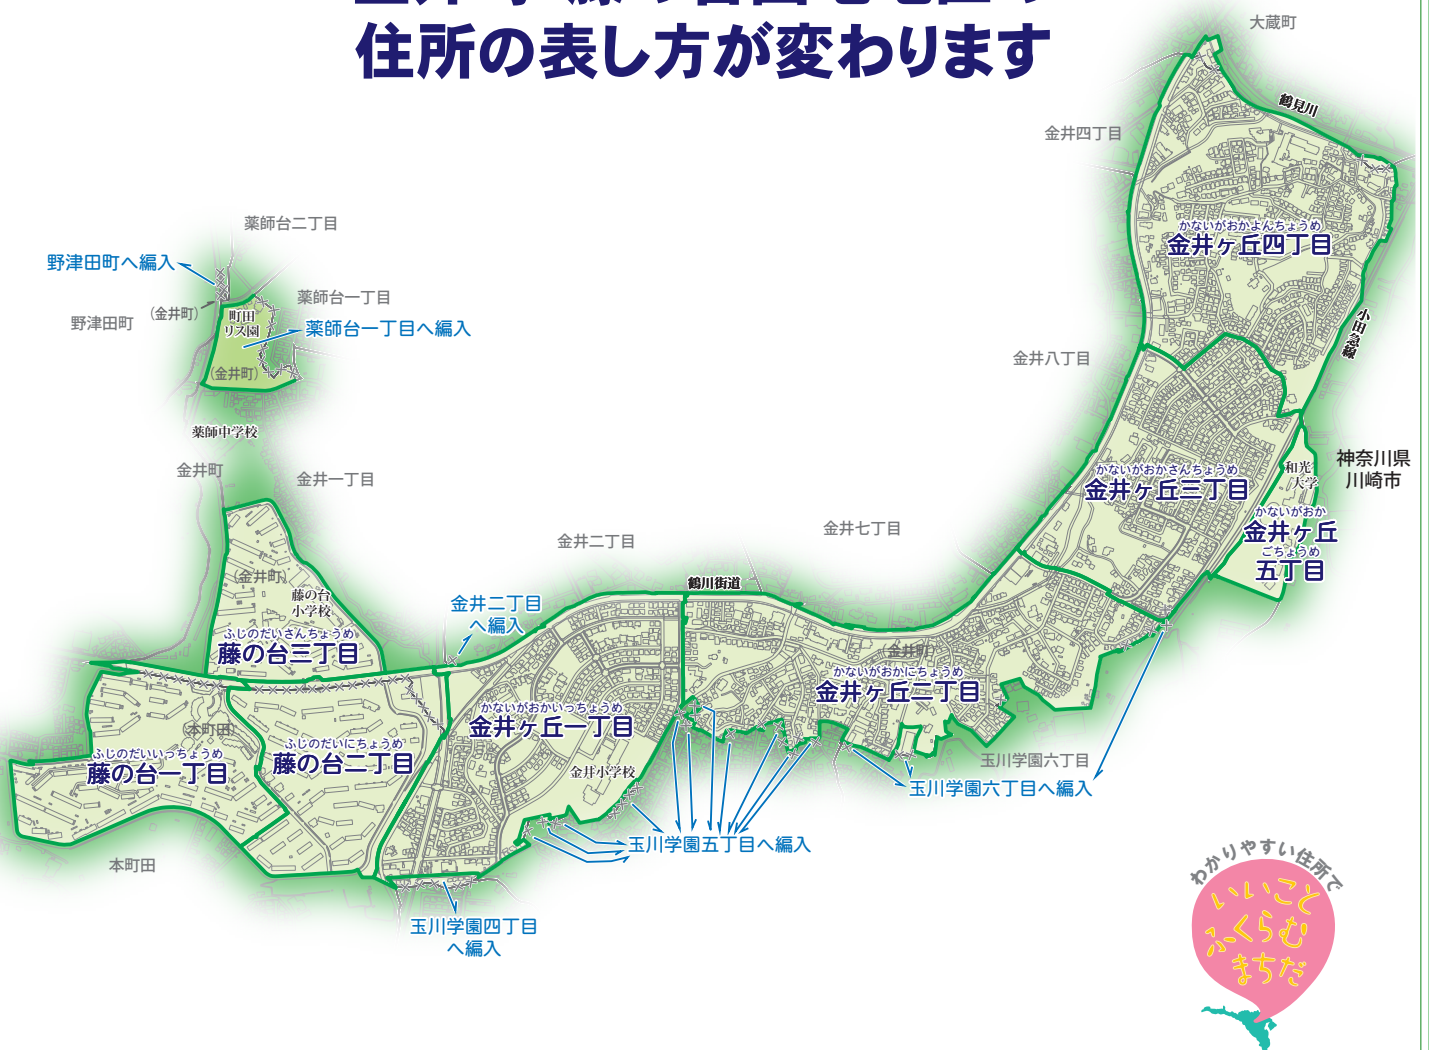 住所の表し方が変わります
大蔵町
鶴見川
金井四丁目
かないがおかよんちょうめ
金井ヶ丘四丁目
薬師台二丁目
野津田町へ編入
薬師台一丁目
(金井町)
野津田町
町田
リス園
薬師台一丁目へ編入
小田急線
金井八丁目
(金井町)
薬師中学校
神奈川県
川崎市
金井町
金井一丁目
かないがおかさんちょうめ
金井ヶ丘三丁目
和光
大学
かないがおか
金井ヶ丘
ごちょうめ
五丁目
金井七丁目
金井二丁目
鶴川街道
(金井町)
藤の台
小学校
金井二丁目
へ編入
ふじのだいさんちょうめ
藤の台三丁目
金井町
かないがおかにちょうめ
金井ヶ丘二丁目
かないがおかいっちょうめ
金井ヶ丘一丁目
(本町田)
ふじのだいにちょうめ
藤の台二丁目
ふじのだいいっちょうめ
藤の台一丁目
金井小学校
玉川学園六丁目
玉川学園六丁目へ編入
玉川学園五丁目へ編入
本町田
玉川学園四丁目
へ編入
わかりやすい住所で
いいこと
ふくらむ
まちだ